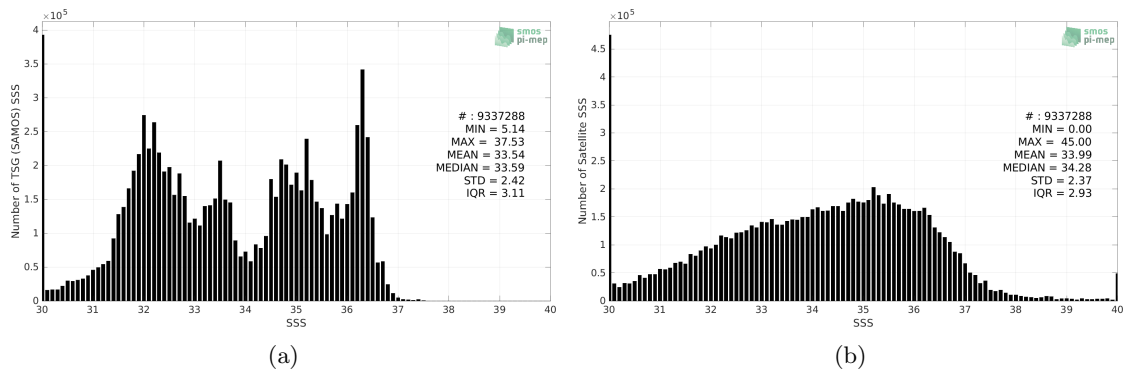 ×10⁵
smos
pi-mep
4
3.5
3
2.5
2
1.5
1
0.5
0
Number of TSG (SAMOS) SSS
# : 9337288
MIN = 5.14
MAX = 37.53
MEAN = 33.54
MEDIAN = 33.59
STD = 2.42
IQR = 3.11
30 31 32 33 34 35 36 37 38 39 40
SSS
(a)
×10⁵
smos
pi-mep
4.5
4
3.5
3
2.5
2
1.5
1
0.5
0
Number of Satellite SSS
# : 9337288
MIN = 0.00
MAX = 45.00
MEAN = 33.99
MEDIAN = 34.28
STD = 2.37
IQR = 2.93
30 31 32 33 34 35 36 37 38 39 40
SSS
(b)